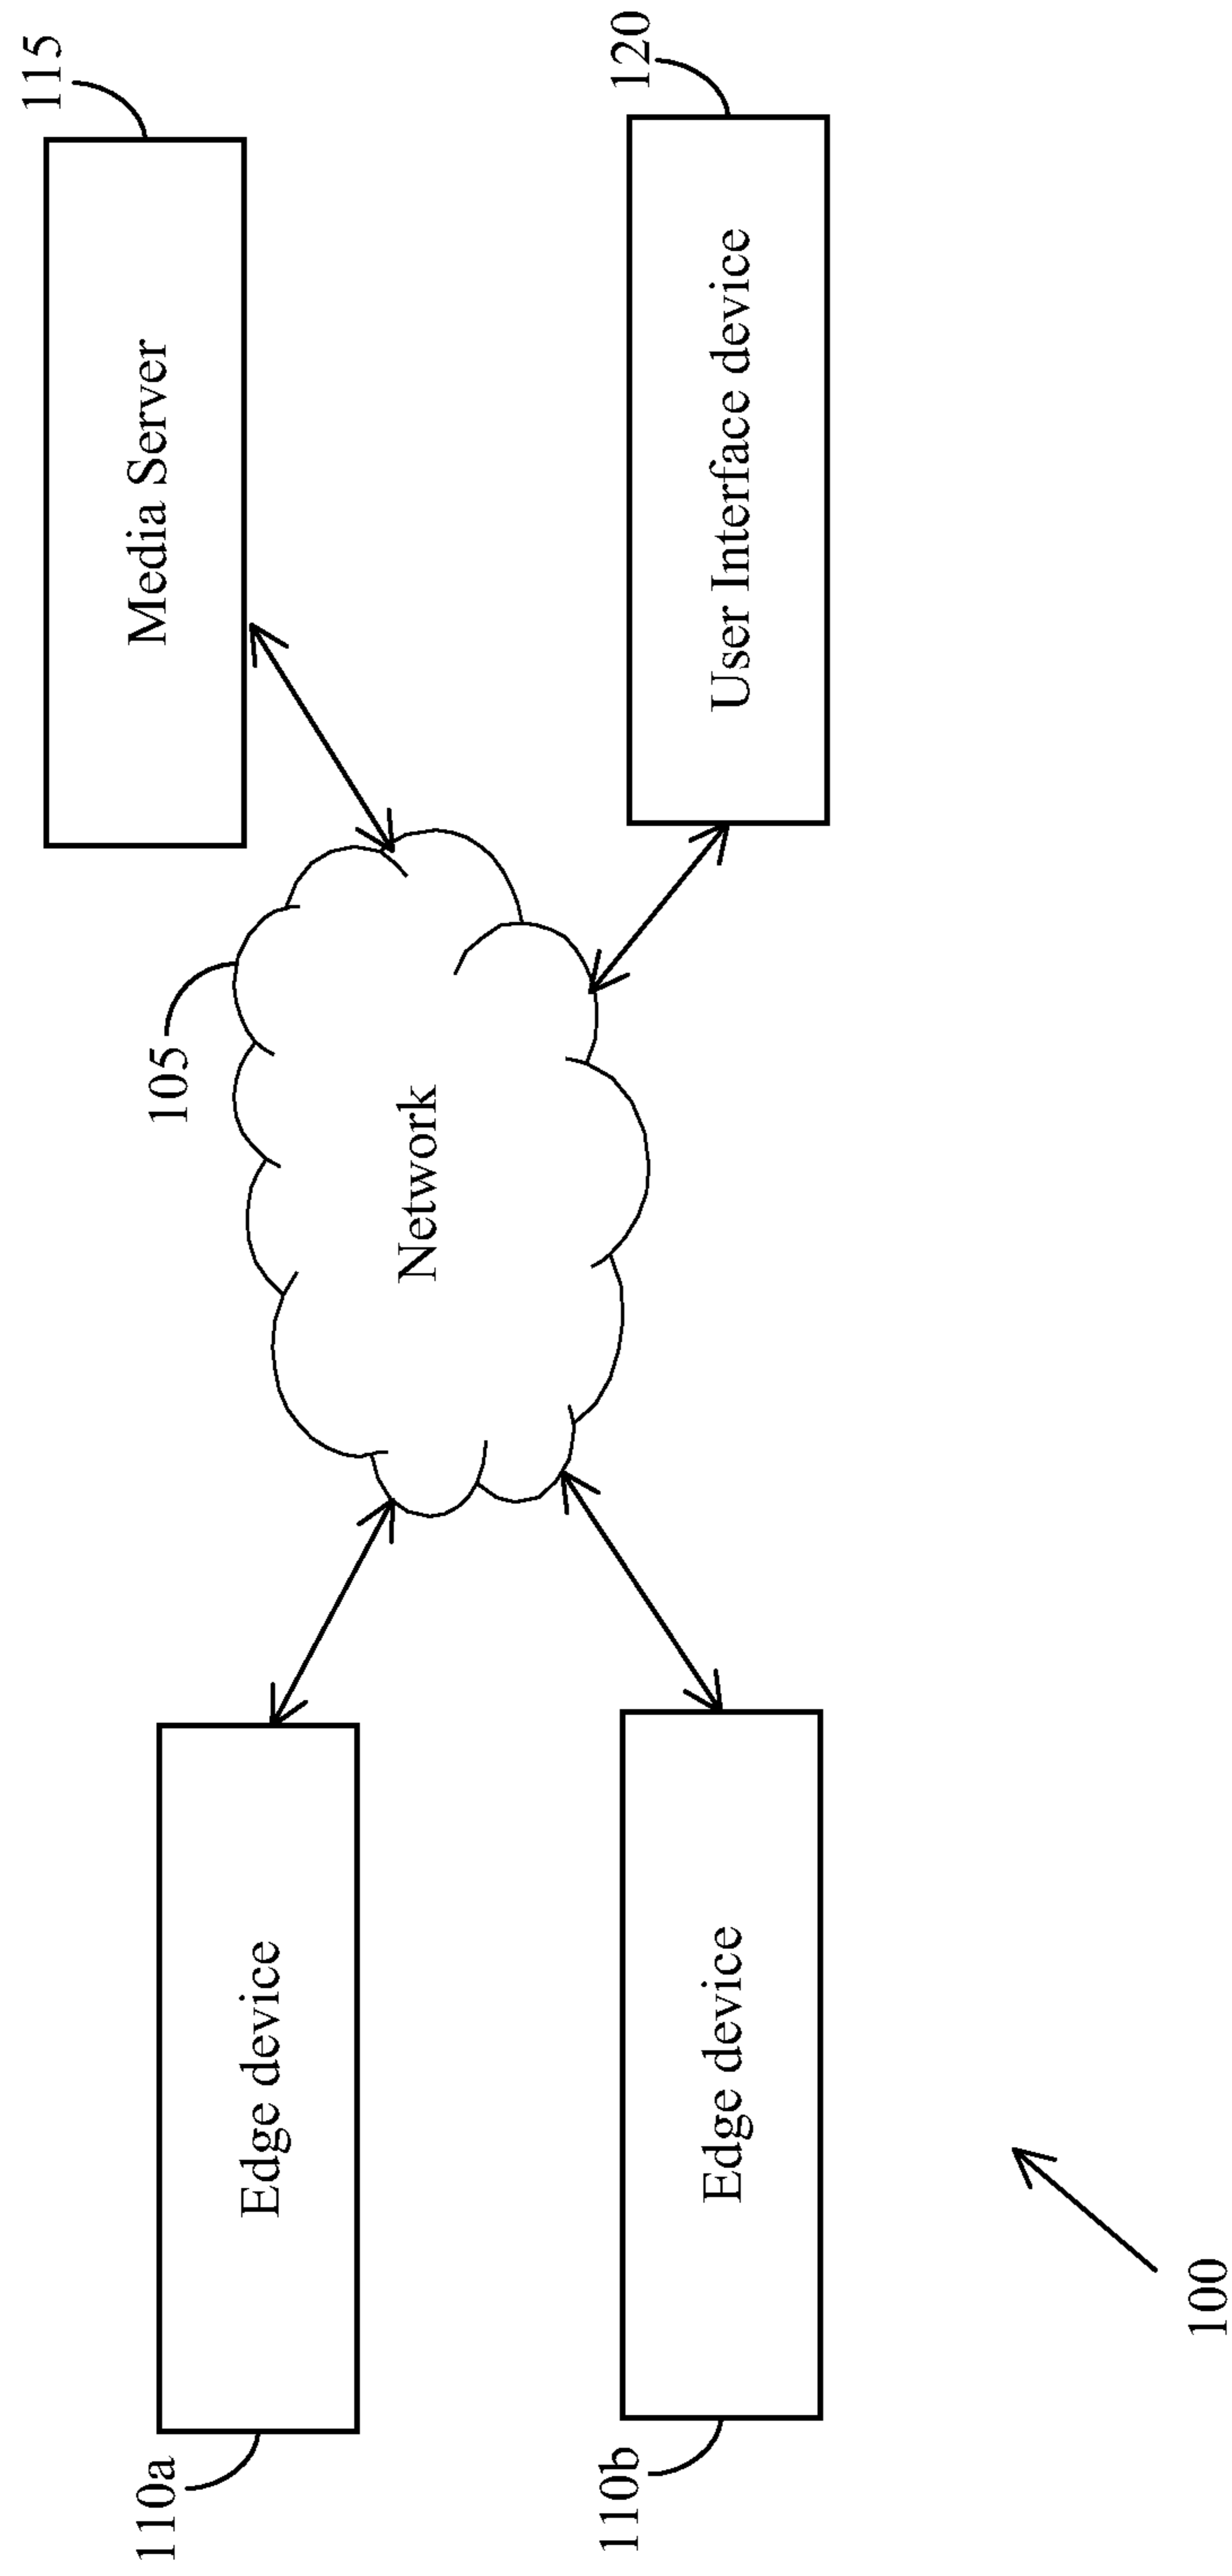 115
Media Server
105
110a
Edge device
Network
110b
Edge device
120
User Interface device
100